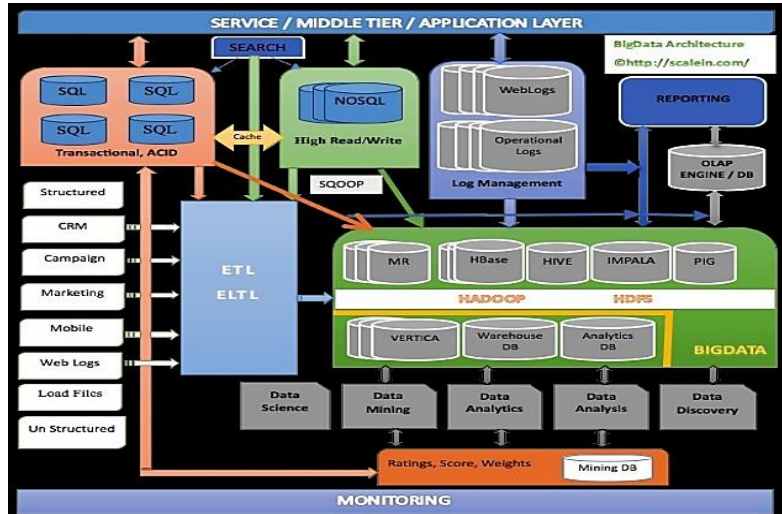 SERVICE / MIDDLE TIER / APPLICATION LAYER
SEARCH
BigData Architecture
©http://scalein.com/
SQL
SQL
SQL
SQL
Transactional, ACID
Cache
NOSQL
High Read/Write
WebLogs
Operational
Logs
Log Management
REPORTING
OLAP
ENGINE / DB
SQOOP
Structured
CRM
Campaign
Marketing
Mobile
Web Logs
Load Files
Un Structured
ETL
ELTL
MR
HBase
HIVE
IMPALA
PIG
HADOOP
HDFS
VERTICA
Warehouse
DB
Analytics
DB
BIGDATA
Data
Science
Data
Mining
Data
Analytics
Data
Analysis
Data
Discovery
Ratings, Score, Weights
Mining DB
MONITORING